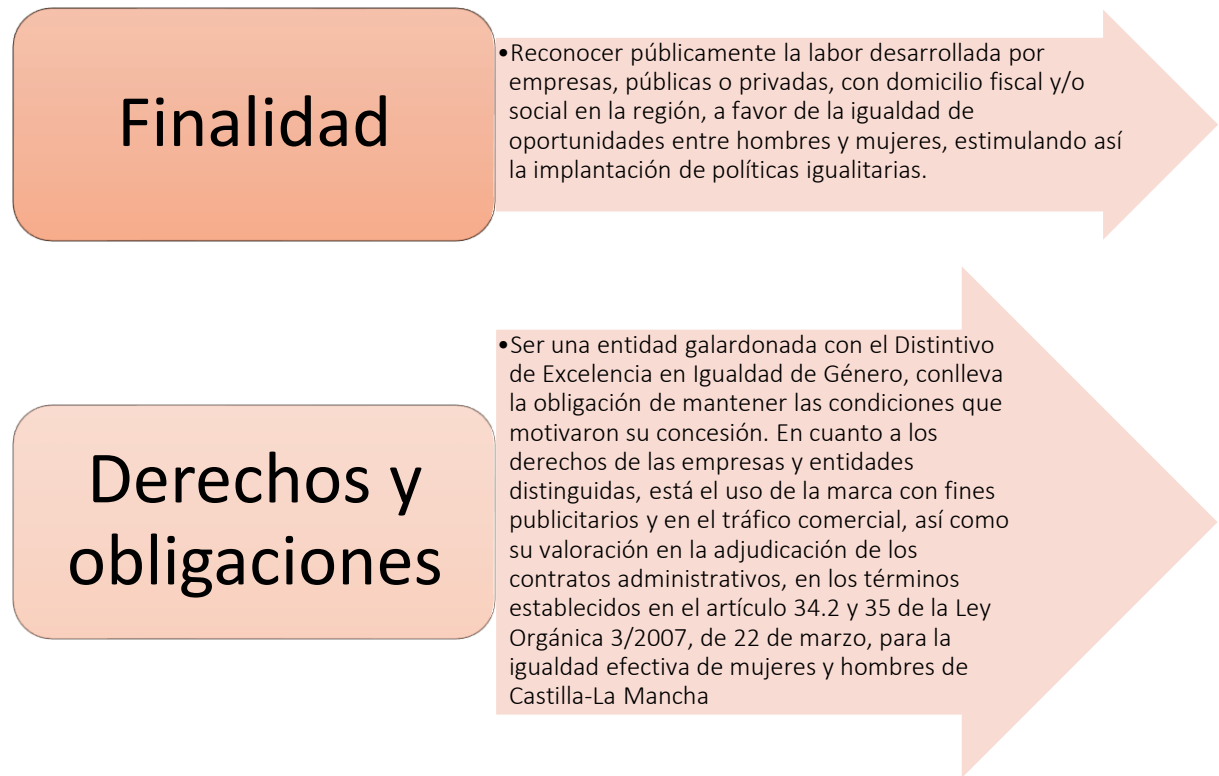 Finalidad
•Reconocer públicamente la labor desarrollada por
empresas, públicas o privadas, con domicilio fiscal y/o
social en la región, a favor de la igualdad de
oportunidades entre hombres y mujeres, estimulando así
la implantación de políticas igualitarias.
Derechos y
obligaciones
•Ser una entidad galardonada con el Distintivo
de Excelencia en Igualdad de Género, conlleva
la obligación de mantener las condiciones que
motivaron su concesión. En cuanto a los
derechos de las empresas y entidades
distinguidas, está el uso de la marca con fines
publicitarios y en el tráfico comercial, así como
su valoración en la adjudicación de los
contratos administrativos, en los términos
establecidos en el artículo 34.2 y 35 de la Ley
Orgánica 3/2007, de 22 de marzo, para la
igualdad efectiva de mujeres y hombres de
Castilla-La Mancha